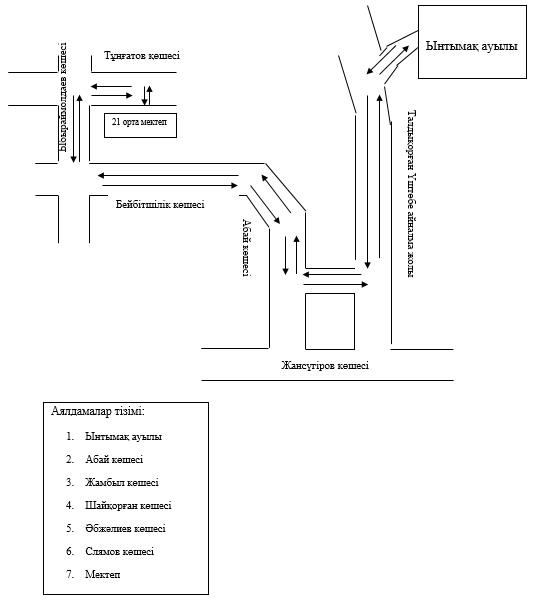 Ынтымақ ауылы
Тұңғатов көшесі
Ыбыраймолдаев көшесі
21 орта мектеп
Талдықорған Үштөбе айналма жолы
Бейбітшілік көшесі
Абай көшесі
Жансүгіров көшесі
Аялдамалар тізімі:
1. Ынтымақ ауылы
2. Абай көшесі
3. Жамбыл көшесі
4. Шайқорған көшесі
5. Әбжәлиев көшесі
6. Слямов көшесі
7. Мектеп